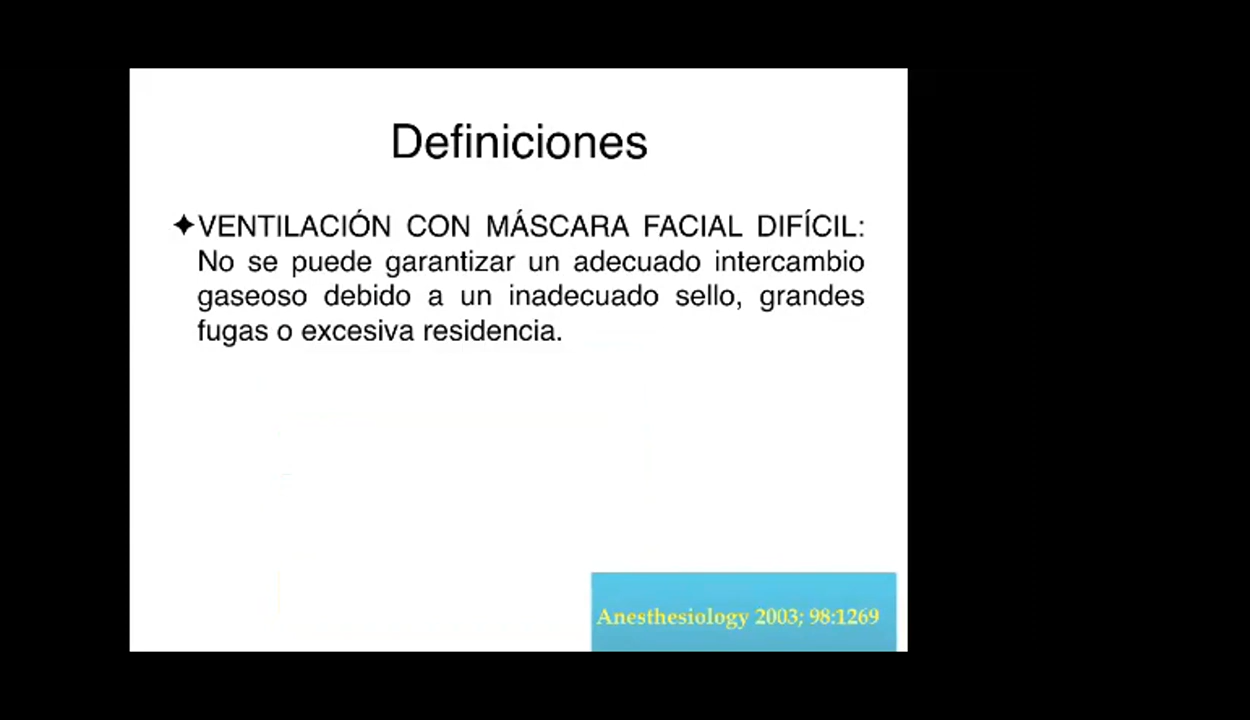 Definiciones
✦VENTILACIÓN CON MÁSCARA FACIAL DIFÍCIL:
No se puede garantizar un adecuado intercambio
gaseoso debido a un inadecuado sello, grandes
fugas o excesiva residencia.
Anesthesiology 2003; 98:1269